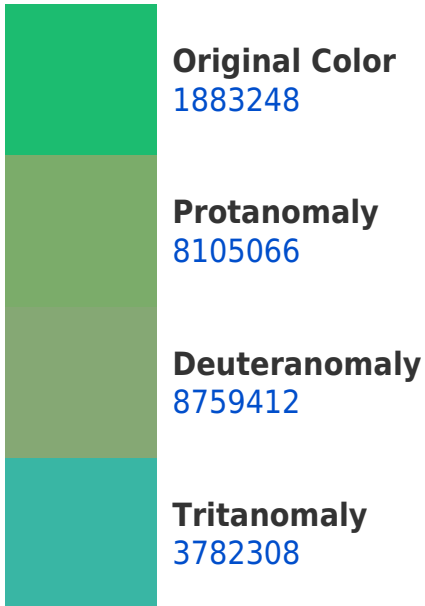 Original Color
1883248
Protanomaly
8105066
Deuteranomaly
8759412
Tritanomaly
3782308